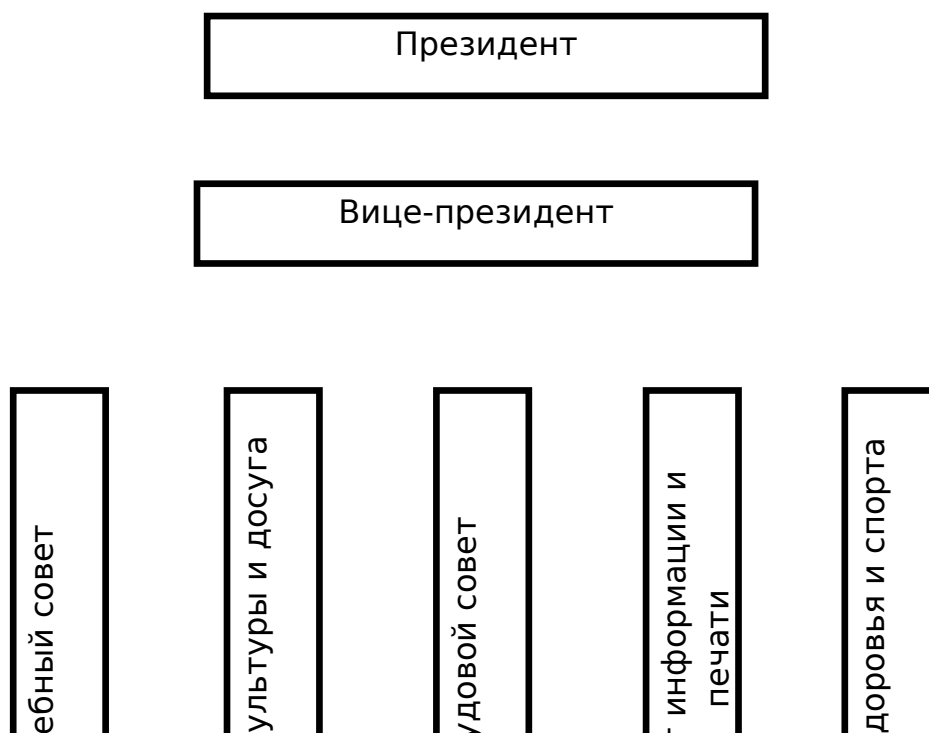 Президент
Вице-президент
ебный совет
ультуры и досуга
удовой совет
информации и
печати
доровья и спорта